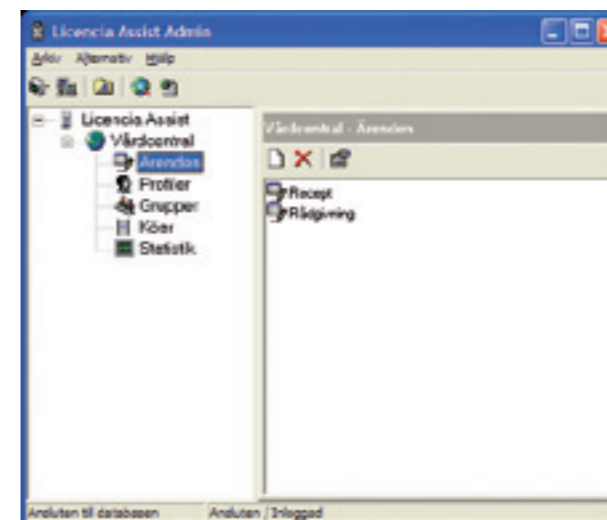 Licencia Assist Admin
Arkiv Alternativ Hjälp
Licencia Assist
Vårdcentral
Ärenden
Profiler
Grupper
Köer
Statistik
Vårdcentral - Ärenden
Recept
Rådgivning
Ansluten till databasen Ansluten / Inloggad